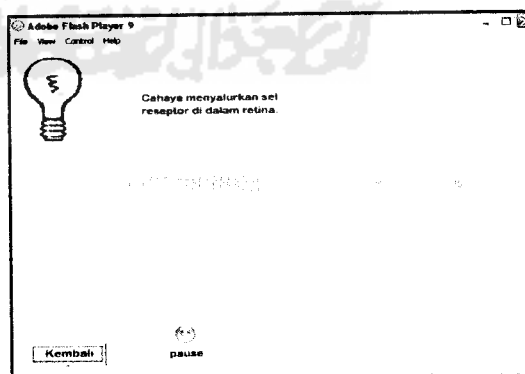 Adobe Flash Player 9
File View Control Help
Cahaya menyalurkan sel
reseptor di dalam retina.
Kembali
pause